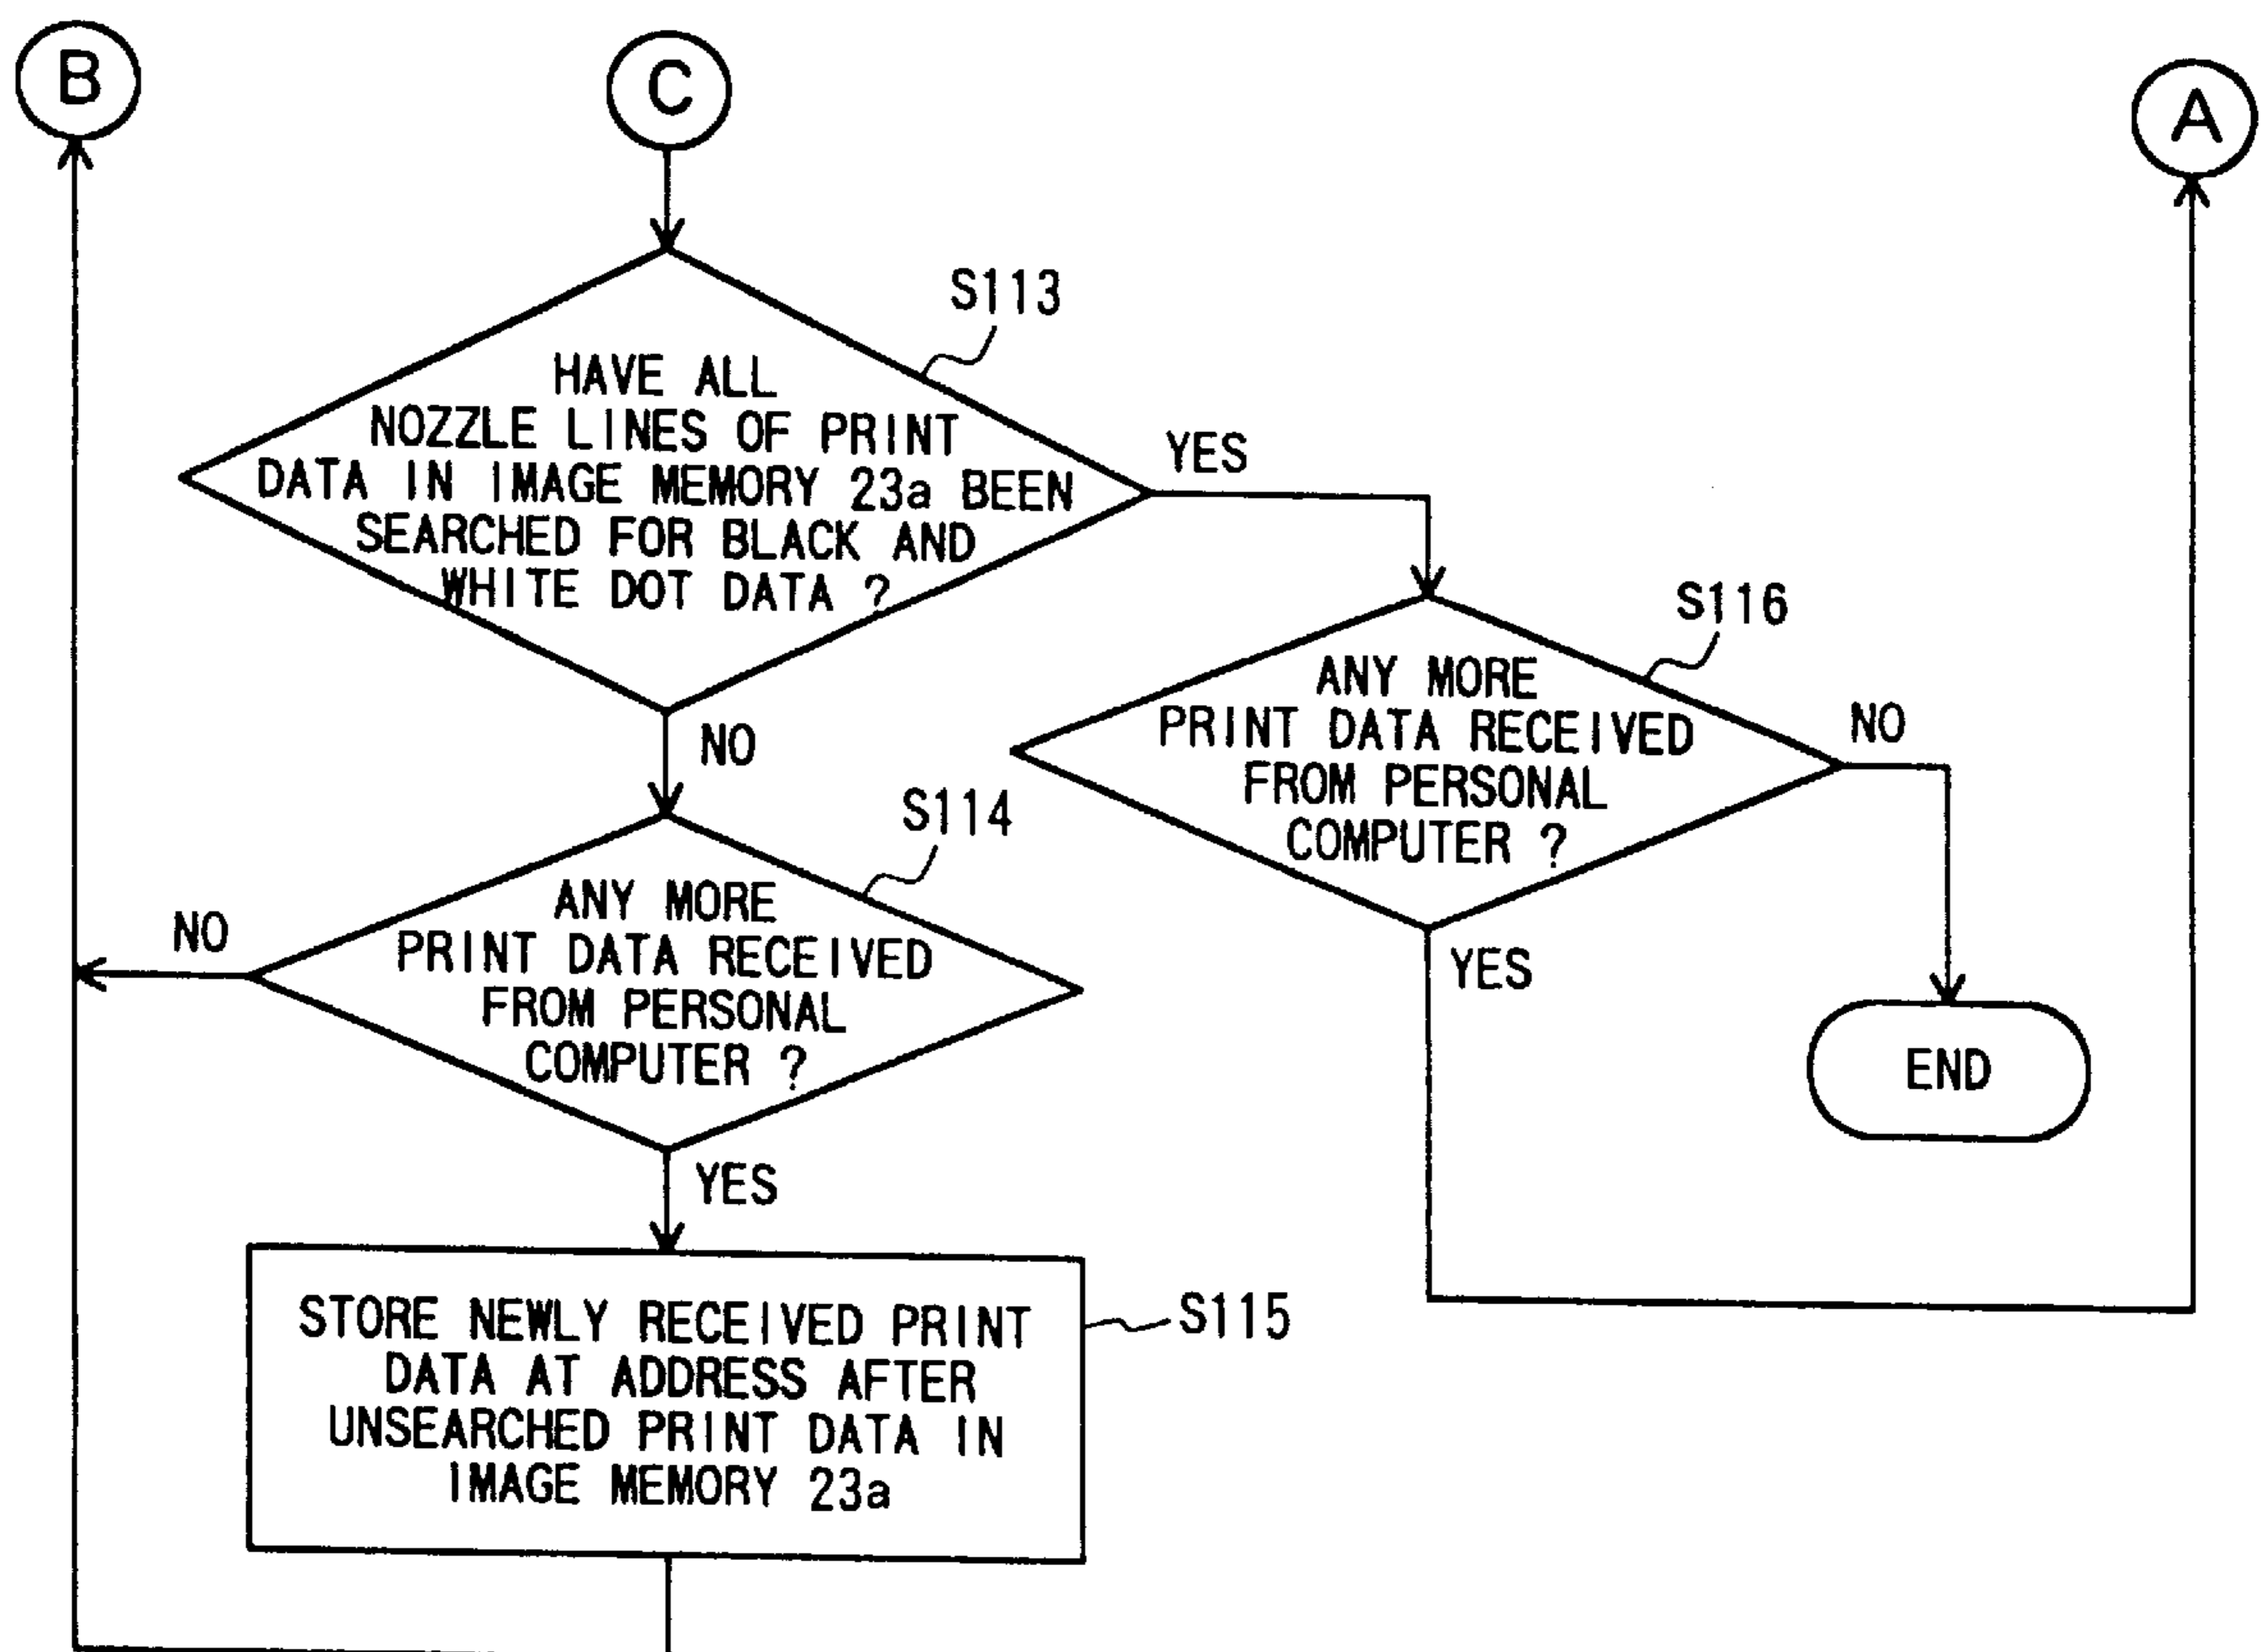 B
C
A
S113
HAVE ALL
NOZZLE LINES OF PRINT
DATA IN IMAGE MEMORY 23a BEEN
SEARCHED FOR BLACK AND
WHITE DOT DATA ?
YES
NO
S116
ANY MORE
PRINT DATA RECEIVED
FROM PERSONAL
COMPUTER ?
NO
YES
END
S114
ANY MORE
PRINT DATA RECEIVED
FROM PERSONAL
COMPUTER ?
NO
YES
STORE NEWLY RECEIVED PRINT
DATA AT ADDRESS AFTER
UNSEARCHED PRINT DATA IN
IMAGE MEMORY 23a
S115